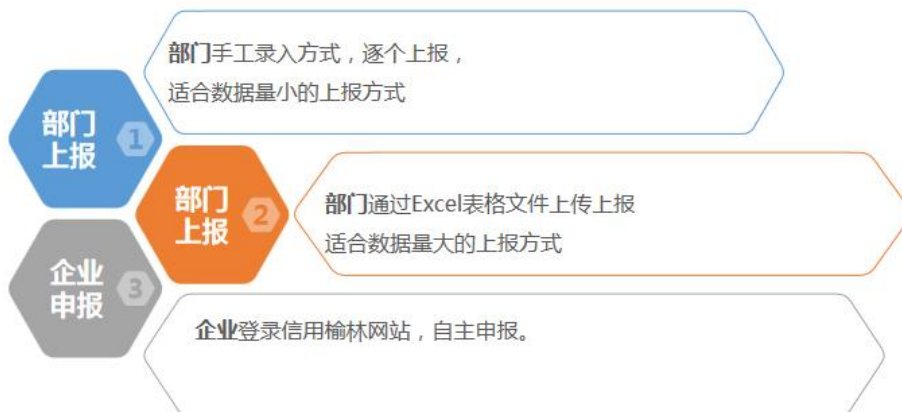 部门手工录入方式，逐个上报，
适合数据量小的上报方式
部门
上报
1
部门
上报
2
部门通过Excel表格文件上传上报
适合数据量大的上报方式
企业
申报
3
企业登录信用榆林网站，自主申报。